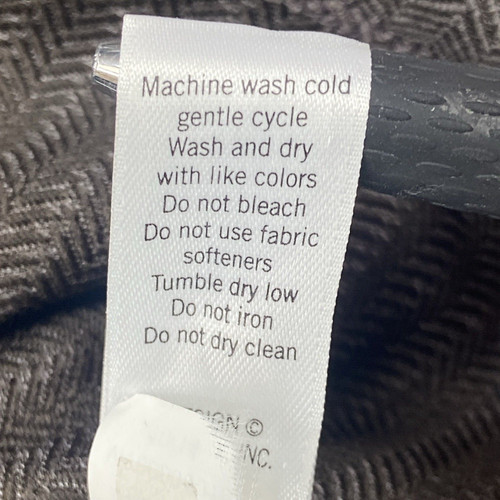 Machine wash cold
gentle cycle
Wash and dry
with like colors
Do not bleach
Do not use fabric
softeners
Tumble dry low
Do not iron
Do not dry clean
©
INC.